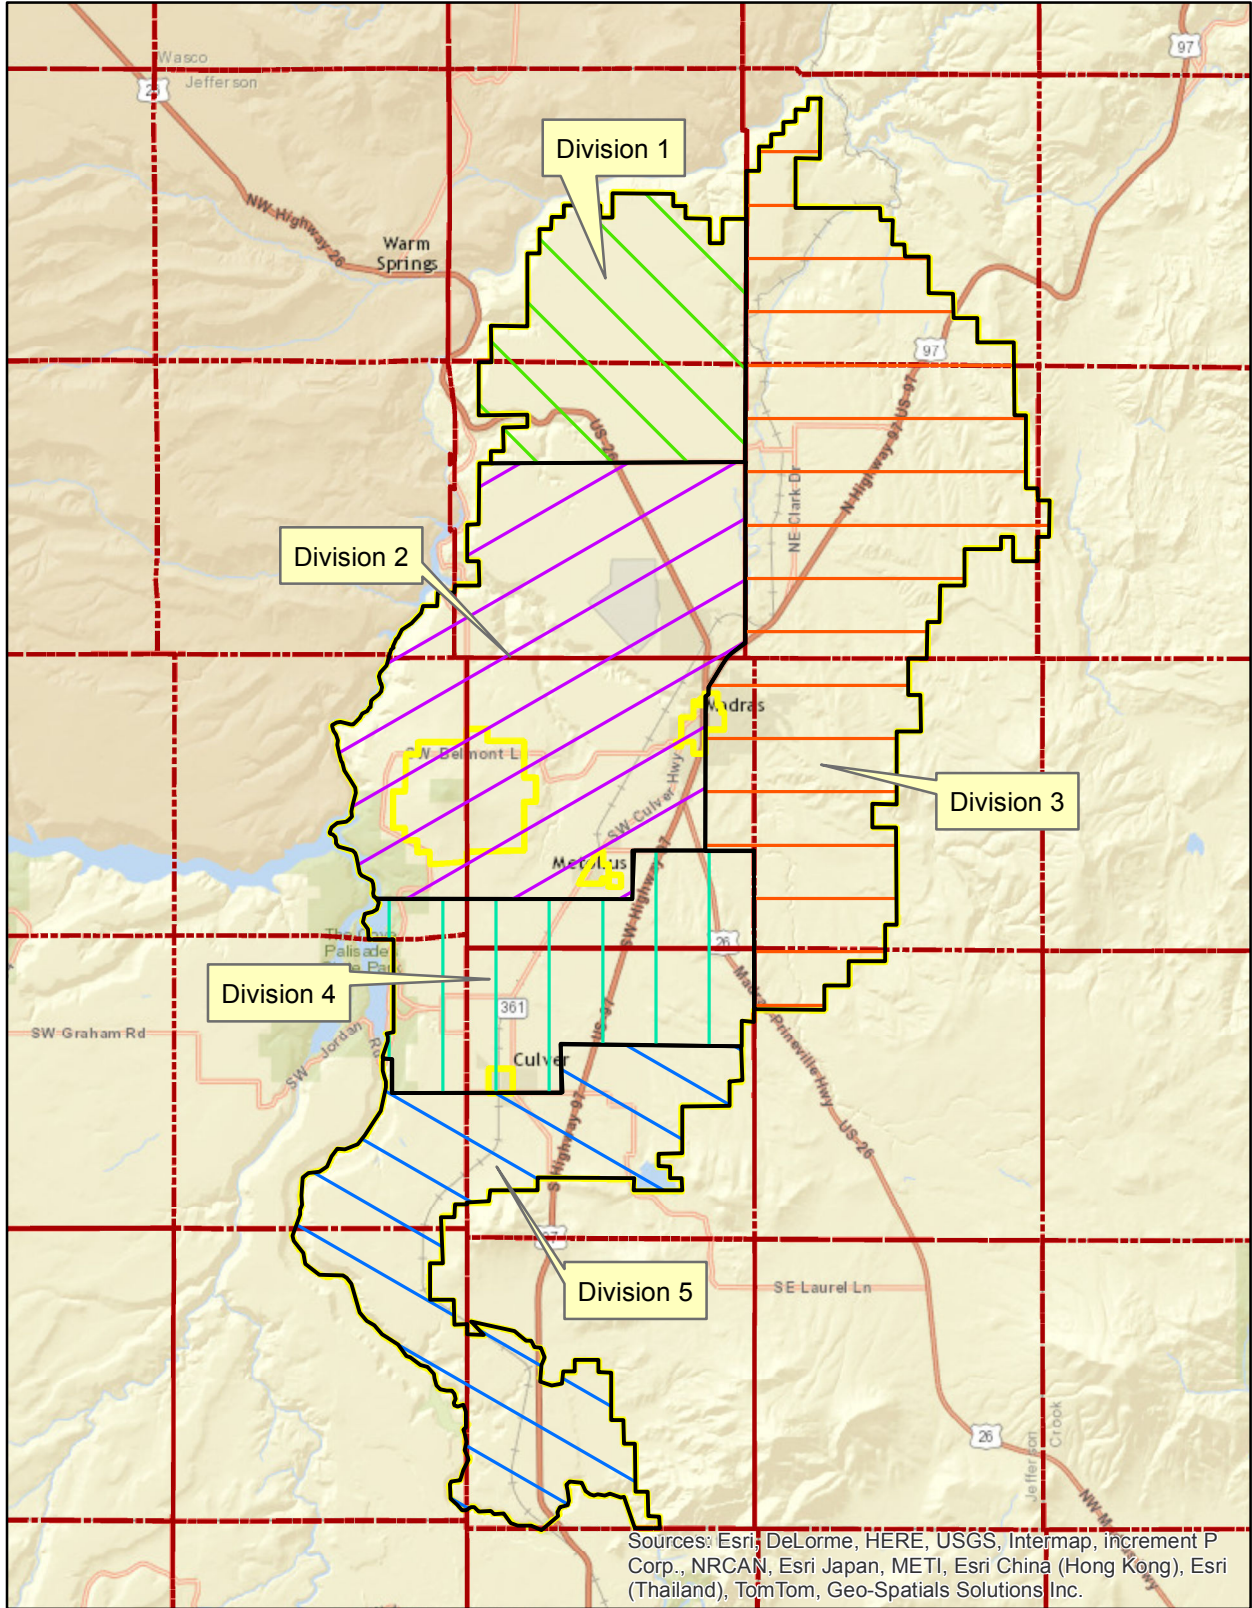 97
Wasco
Jefferson
Division 1
NW Highway 26
Warm
Springs
97
US-26
N Highway 97 US-97
NE Clark Dr
Division 2
Madras
SW Belmont L
SW Culver Hwy
Division 3
Metolius
SW Highway 97
The Cove
Palisades
State Park
26
Division 4
361
Madras Prineville Hwy
US-26
SW Graham Rd
SW Jordan Rd
US-97
Culver
S Highway 97
97
Division 5
SE Laurel Ln
26
Jefferson
Crook
Sources: Esri, DeLorme, HERE, USGS, Intermap, increment P
Corp., NRCAN, Esri Japan, METI, Esri China (Hong Kong), Esri
(Thailand), TomTom, Geo-Spatials Solutions Inc.